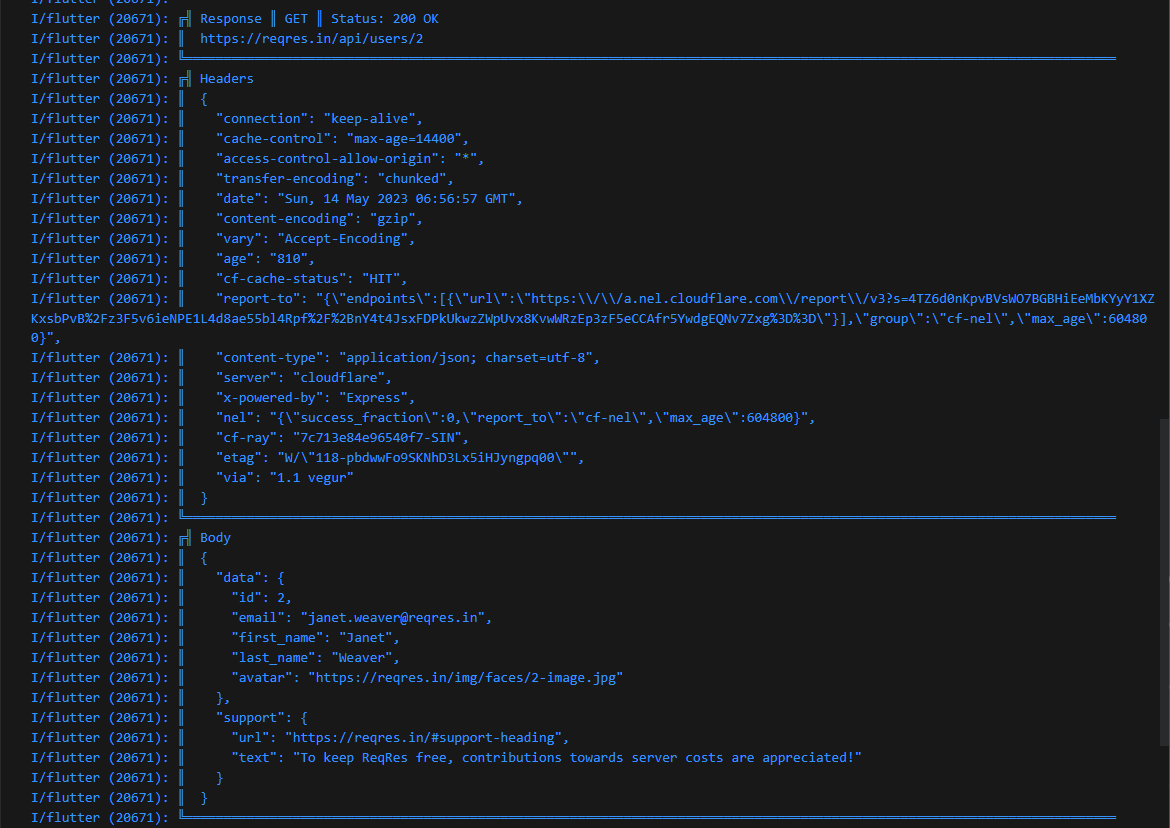 I/flutter (20671): ╔╣ Response ║ GET ║ Status: 200 OK
I/flutter (20671): ║  https://reqres.in/api/users/2
I/flutter (20671): ╚══════════════════════════════════════════════════════════════════════════════════════════
I/flutter (20671): ╔╣ Headers
I/flutter (20671): ║  {
I/flutter (20671): ║    "connection": "keep-alive",
I/flutter (20671): ║    "cache-control": "max-age=14400",
I/flutter (20671): ║    "access-control-allow-origin": "*",
I/flutter (20671): ║    "transfer-encoding": "chunked",
I/flutter (20671): ║    "date": "Sun, 14 May 2023 06:56:57 GMT",
I/flutter (20671): ║    "content-encoding": "gzip",
I/flutter (20671): ║    "vary": "Accept-Encoding",
I/flutter (20671): ║    "age": "810",
I/flutter (20671): ║    "cf-cache-status": "HIT",
I/flutter (20671): ║    "report-to": "{\"endpoints\":[{\"url\":\"https:\\/\\/a.nel.cloudflare.com\\/report\\/v3?s=4TZ6d0nKpvBVsWO7BGBHiEeMbKYyY1XZ
KxsbPvB%2Fz3F5v6ieNPE1L4d8ae55bl4Rpf%2F%2BnY4t4JsxFDPkUkwzZWpUvx8KvwWRzEp3zF5eCCAfr5YwdgEQNv7Zxg%3D%3D\"}],\"group\":\"cf-nel\",\"max_age\":60480
0}",
I/flutter (20671): ║    "content-type": "application/json; charset=utf-8",
I/flutter (20671): ║    "server": "cloudflare",
I/flutter (20671): ║    "x-powered-by": "Express",
I/flutter (20671): ║    "nel": "{\"success_fraction\":0,\"report_to\":\"cf-nel\",\"max_age\":604800}",
I/flutter (20671): ║    "cf-ray": "7c713e84e96540f7-SIN",
I/flutter (20671): ║    "etag": "W/\"118-pbdwwFo9SKNhD3Lx5iHJyngpq00\"",
I/flutter (20671): ║    "via": "1.1 vegur"
I/flutter (20671): ║  }
I/flutter (20671): ╚══════════════════════════════════════════════════════════════════════════════════════════
I/flutter (20671): ╔╣ Body
I/flutter (20671): ║  {
I/flutter (20671): ║    "data": {
I/flutter (20671): ║      "id": 2,
I/flutter (20671): ║      "email": "janet.weaver@reqres.in",
I/flutter (20671): ║      "first_name": "Janet",
I/flutter (20671): ║      "last_name": "Weaver",
I/flutter (20671): ║      "avatar": "https://reqres.in/img/faces/2-image.jpg"
I/flutter (20671): ║    },
I/flutter (20671): ║    "support": {
I/flutter (20671): ║      "url": "https://reqres.in/#support-heading",
I/flutter (20671): ║      "text": "To keep ReqRes free, contributions towards server costs are appreciated!"
I/flutter (20671): ║    }
I/flutter (20671): ║  }
I/flutter (20671): ╚══════════════════════════════════════════════════════════════════════════════════════════